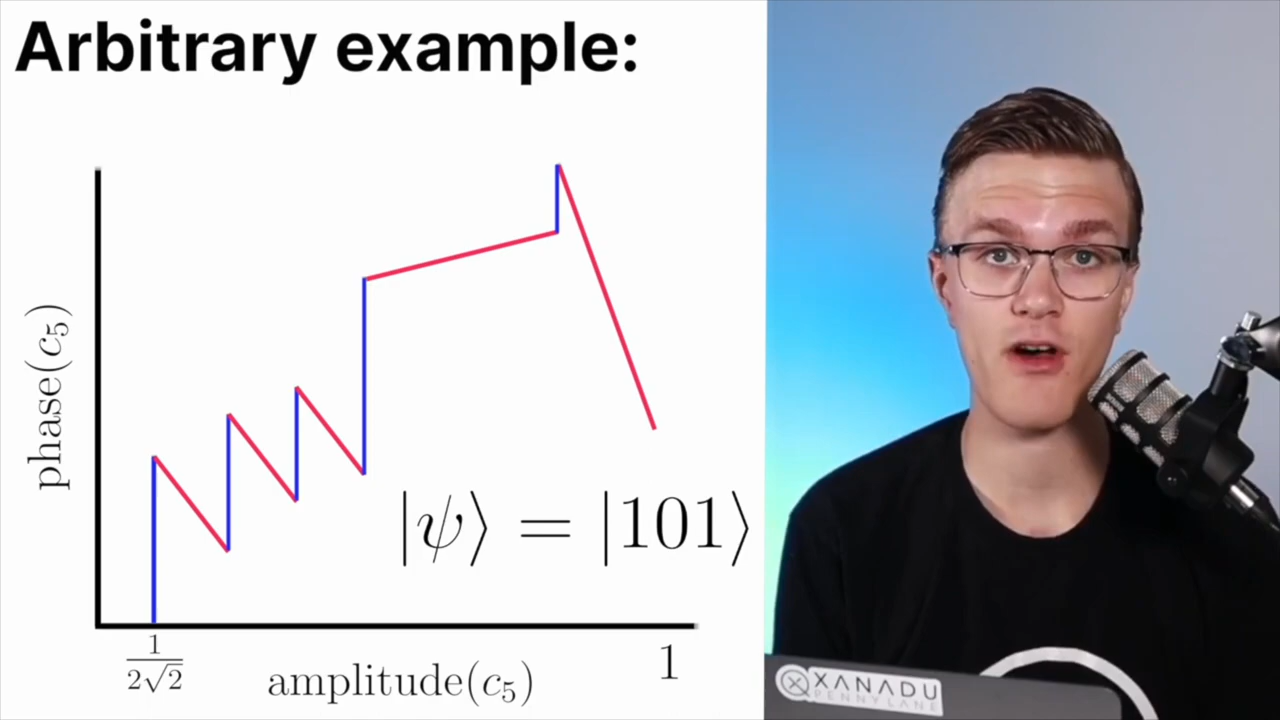 Arbitrary example:
phase(c₅)
|ψ⟩ = |101⟩
1
2√2
amplitude(c₅)
1
XANADU
PENNYLANE